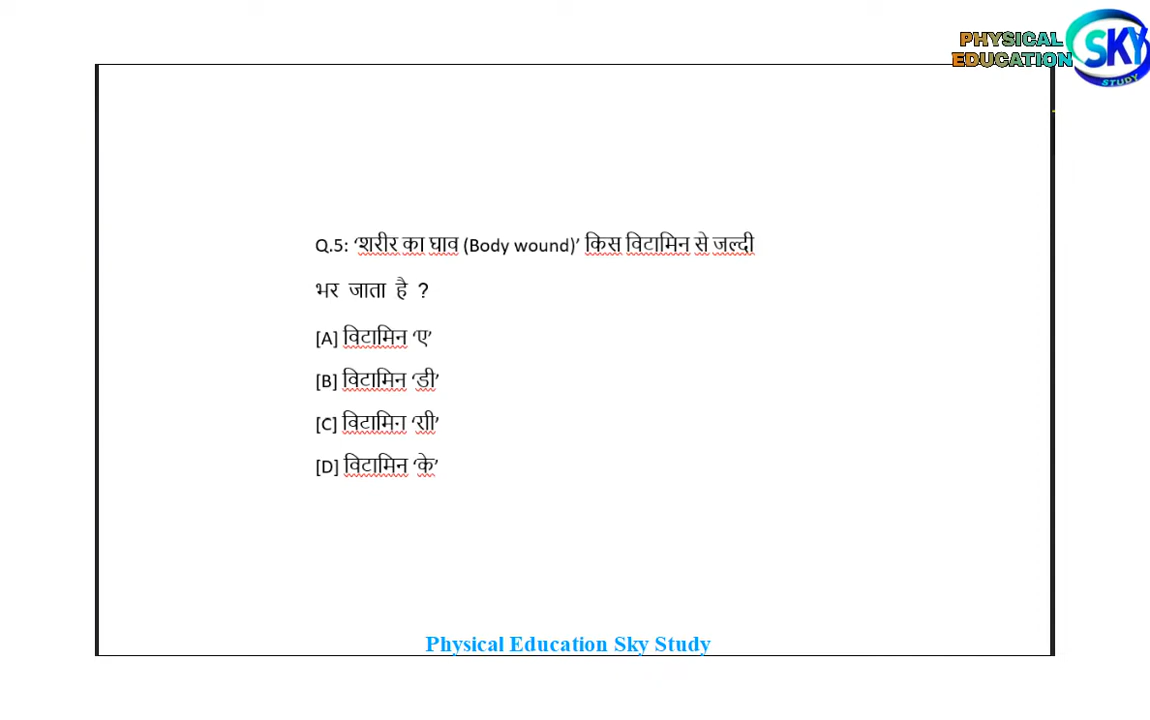 PHYSICAL
EDUCATION
SKY
STUDY
Q.5: ‘शरीर का घाव (Body wound)’ किस विटामिन से जल्दी
भर जाता है ?
[A] विटामिन ‘ए’
[B] विटामिन ‘डी’
[C] विटामिन ‘सी’
[D] विटामिन ‘के’
Physical Education Sky Study